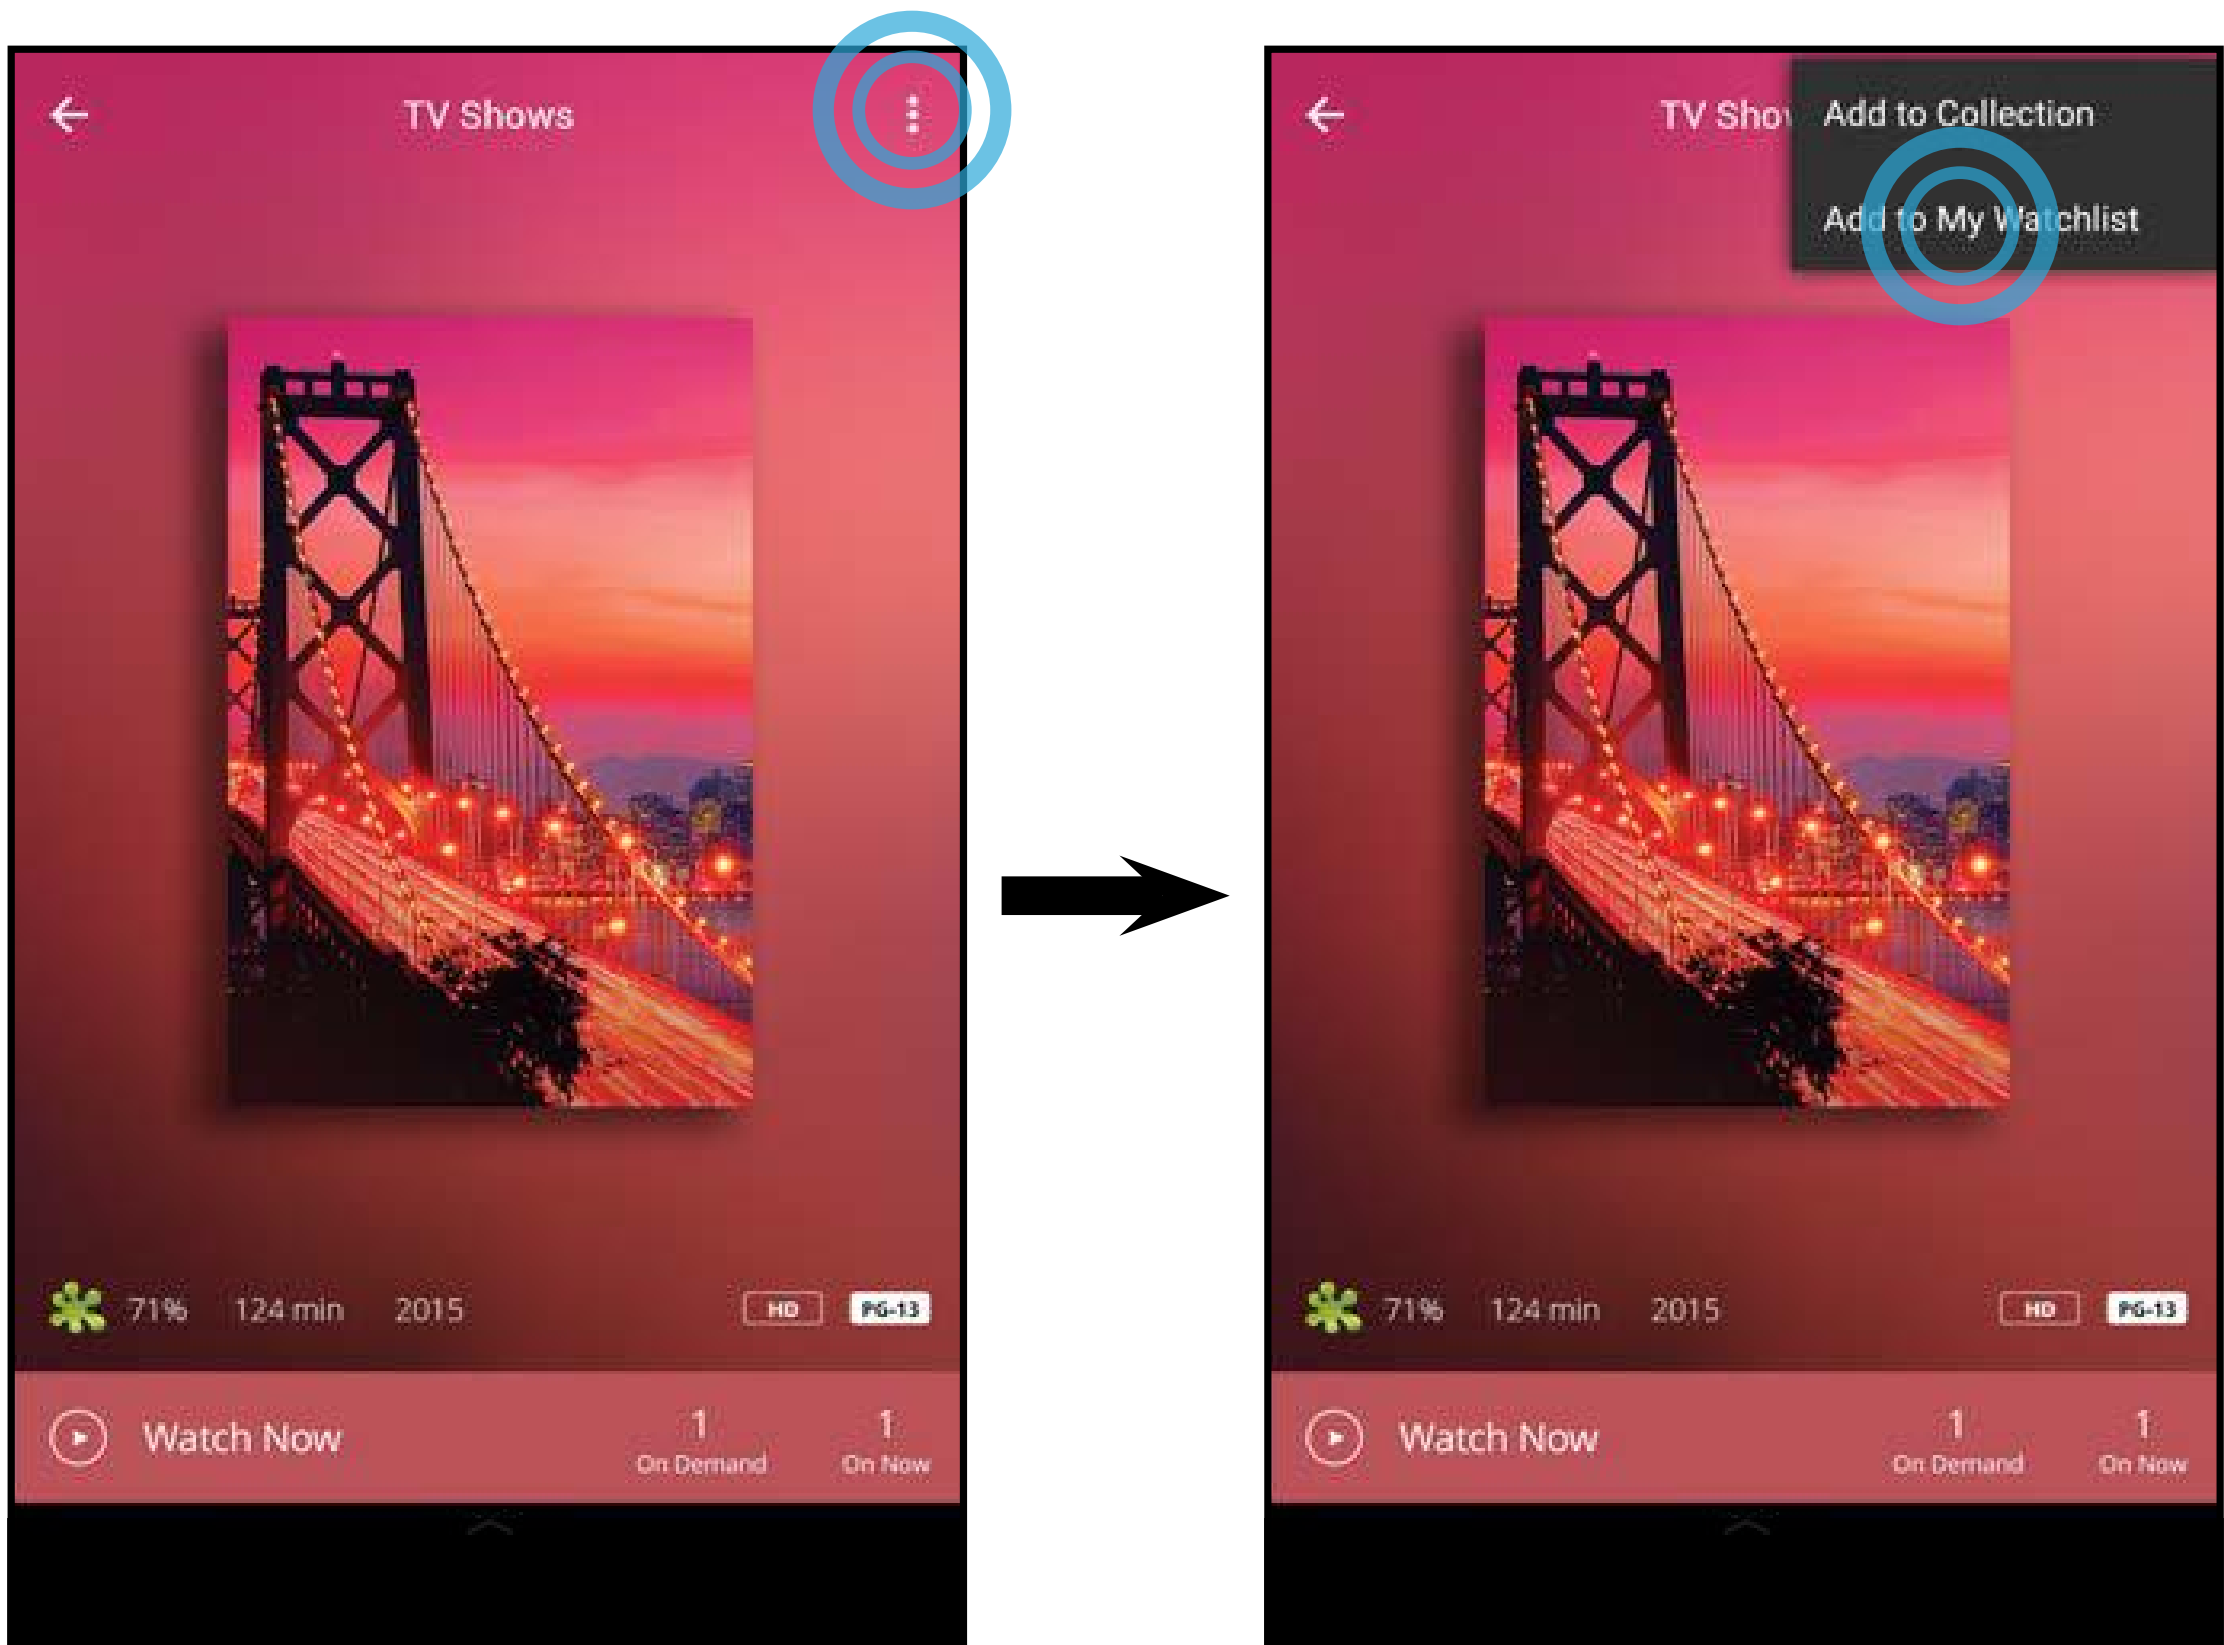 TV Shows
71% 124 min 2015 HD PG-13
Watch Now
1 1
On Demand On Now
TV Show
Add to Collection
Add to My Watchlist
71% 124 min 2015 HD PG-13
Watch Now
1 1
On Demand On Now